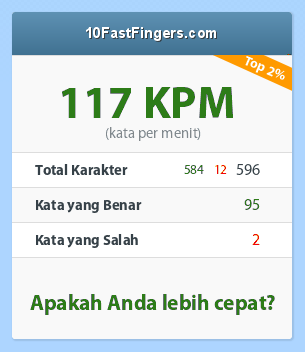 10FastFingers.com
Top 2%
117 KPM
(kata per menit)
Total Karakter 584 12 596
Kata yang Benar 95
Kata yang Salah 2
Apakah Anda lebih cepat?